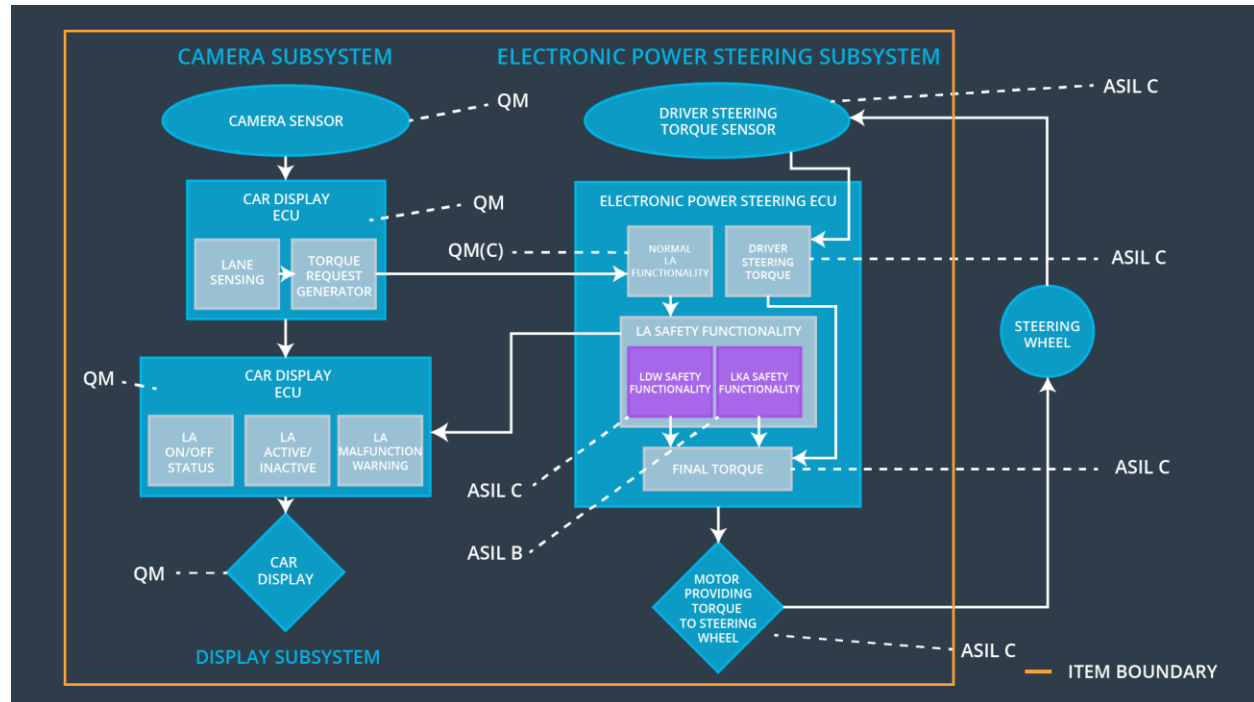 CAMERA SUBSYSTEM
ELECTRONIC POWER STEERING SUBSYSTEM
CAMERA SENSOR
QM
DRIVER STEERING
TORQUE SENSOR
ASIL C
CAR DISPLAY
ECU
QM
LANE
SENSING
TORQUE
REQUEST
GENERATOR
ELECTRONIC POWER STEERING ECU
QM(C)
NORMAL
LA
FUNCTIONALITY
DRIVER
STEERING
TORQUE
ASIL C
STEERING
WHEEL
LA SAFETY FUNCTIONALITY
LDW SAFETY
FUNCTIONALITY
LKA SAFETY
FUNCTIONALITY
QM
CAR DISPLAY
ECU
LA
ON/OFF
STATUS
LA
ACTIVE/
INACTIVE
LA
MALFUNCTION
WARNING
FINAL TORQUE
ASIL C
ASIL C
ASIL B
QM
CAR
DISPLAY
MOTOR
PROVIDING
TORQUE
TO STEERING
WHEEL
ASIL C
DISPLAY SUBSYSTEM
ITEM BOUNDARY